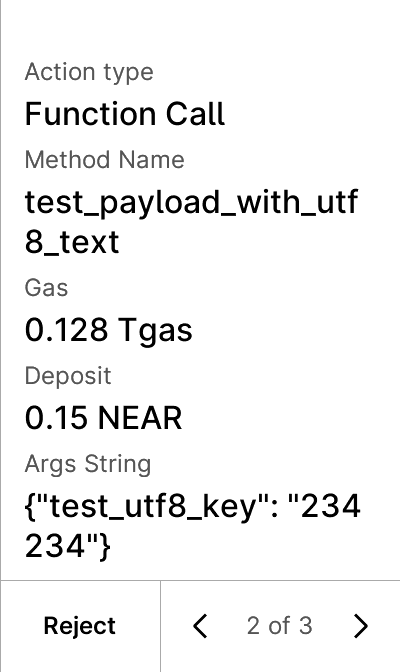 Action type
Function Call
Method Name
test_payload_with_utf
8_text
Gas
0.128 Tgas
Deposit
0.15 NEAR
Args String
{"test_utf8_key": "234
234"}
Reject
2 of 3